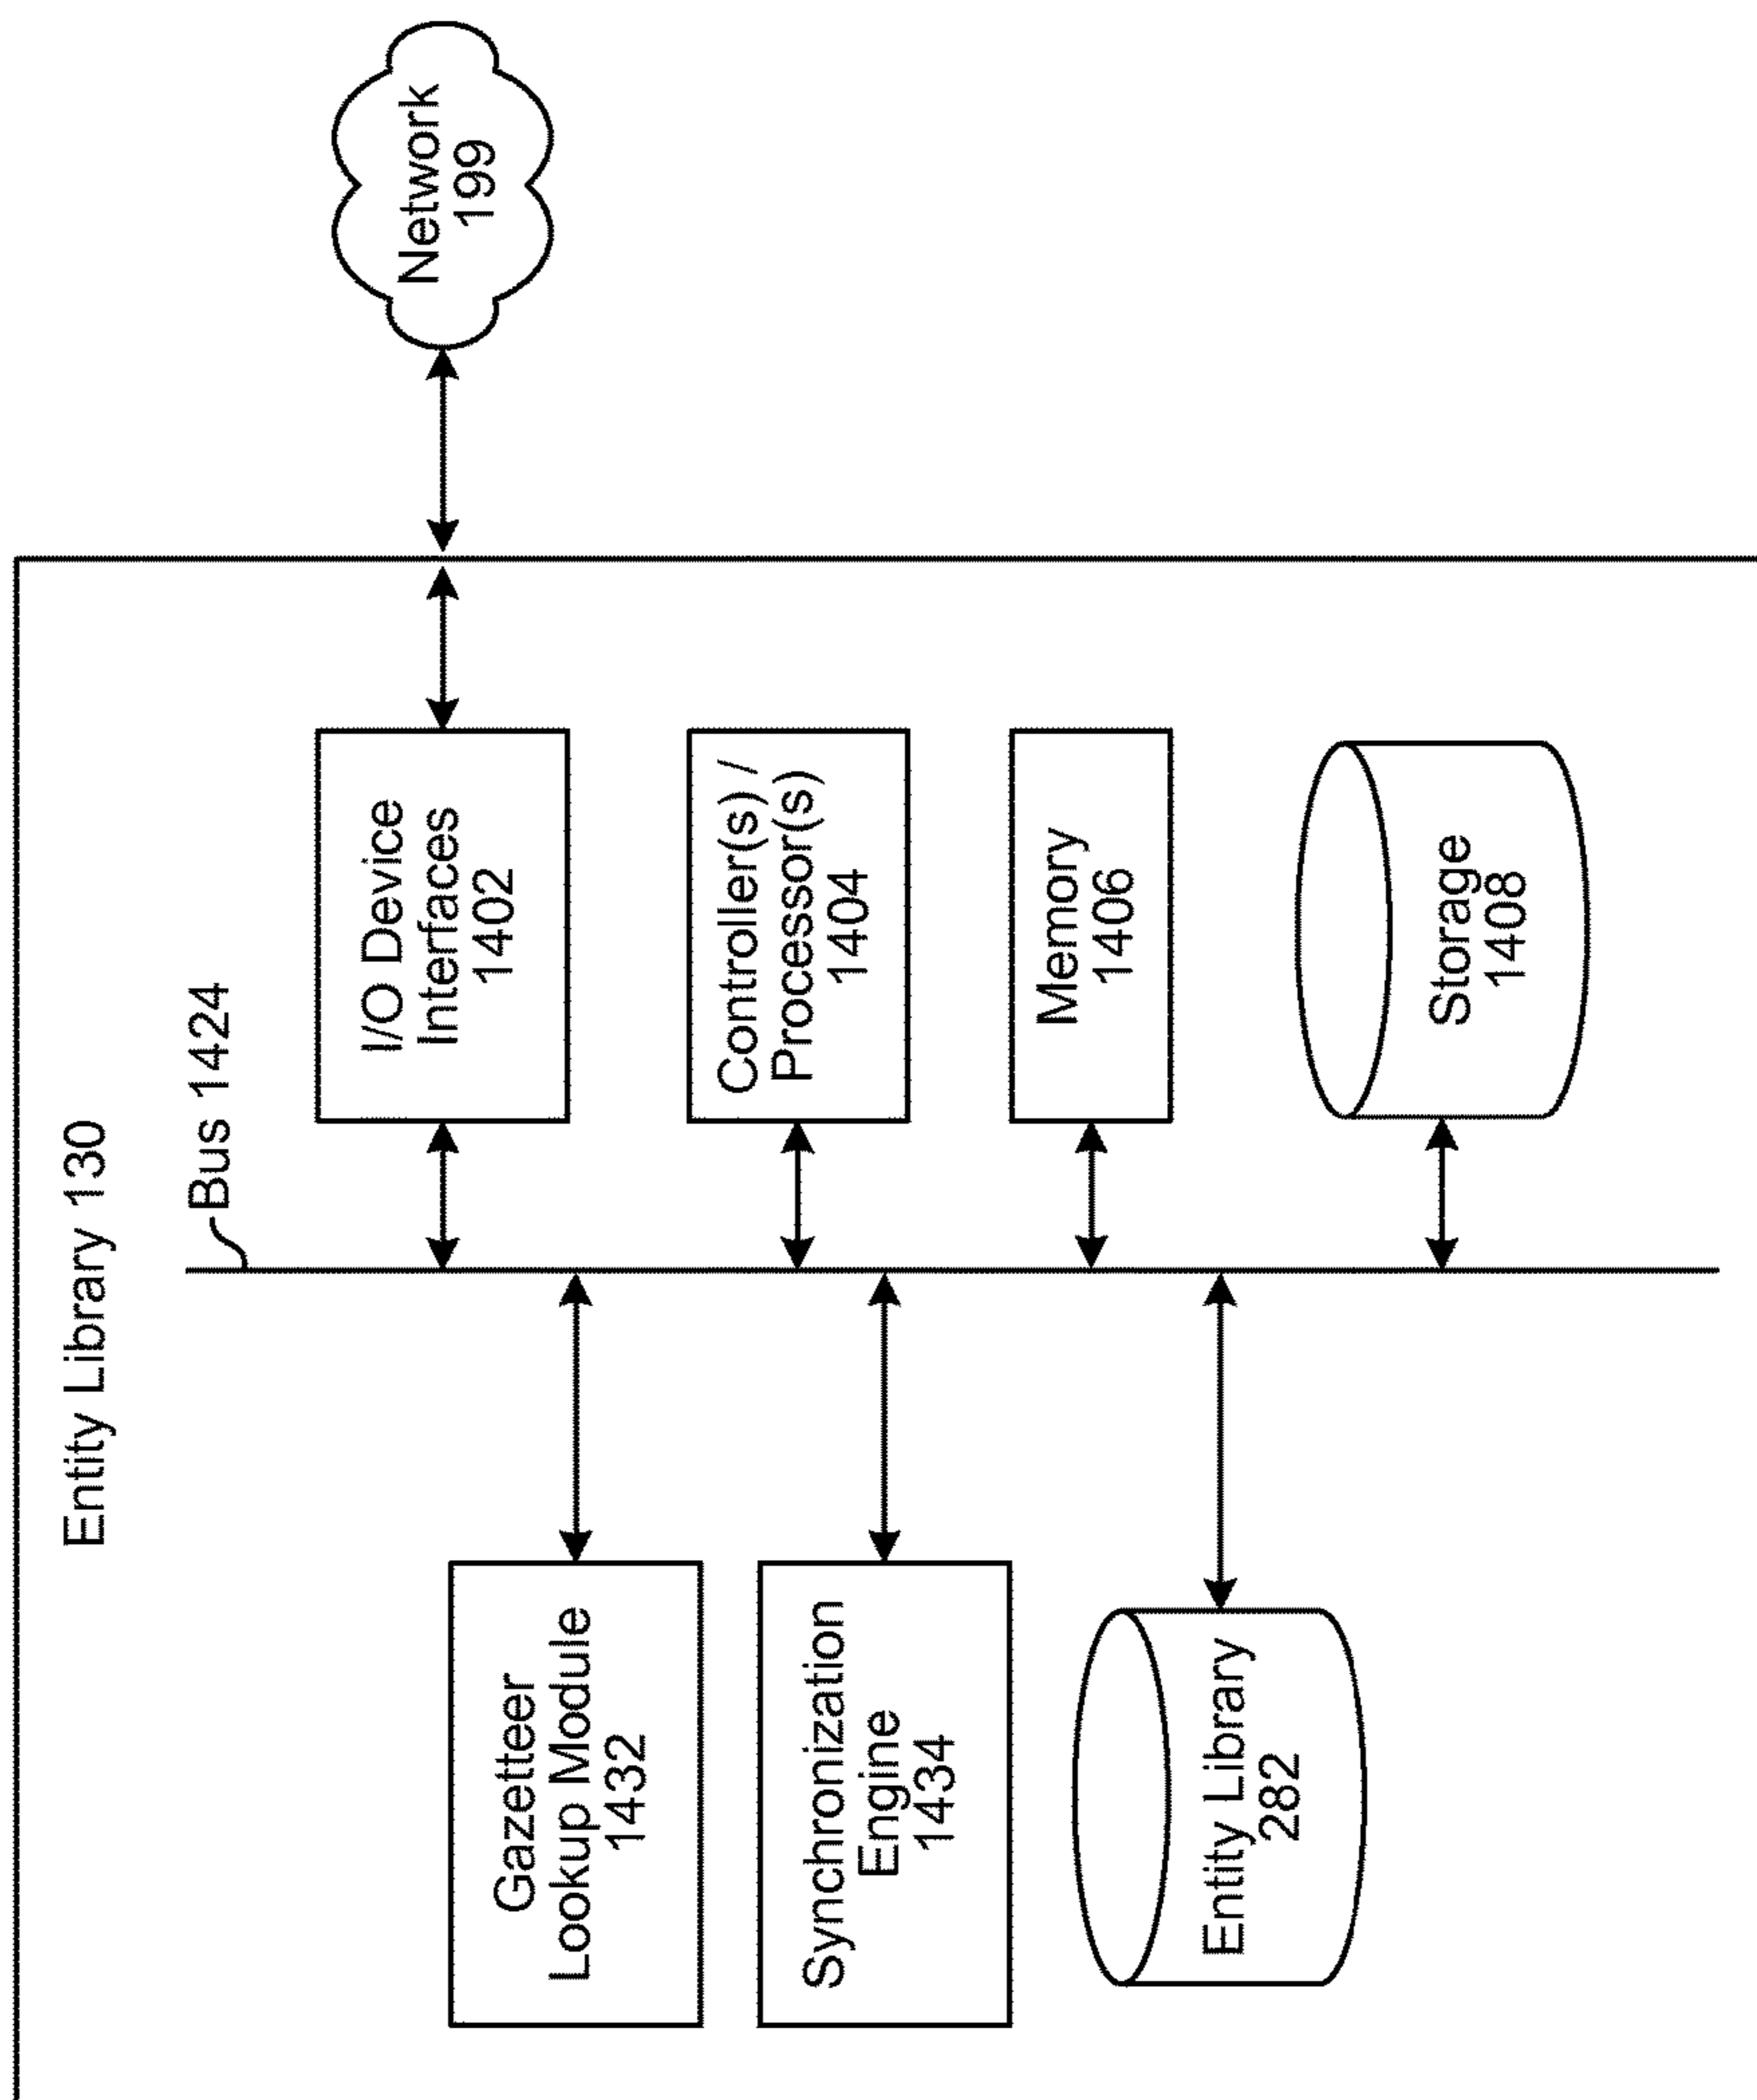 Entity Library 130
Bus 1424
Gazetteer
Lookup Module
1432
I/O Device
Interfaces
1402
Network
199
Synchronization
Engine
1434
Controller(s) /
Processor(s)
1404
Entity Library
282
Memory
1406
Storage
1408